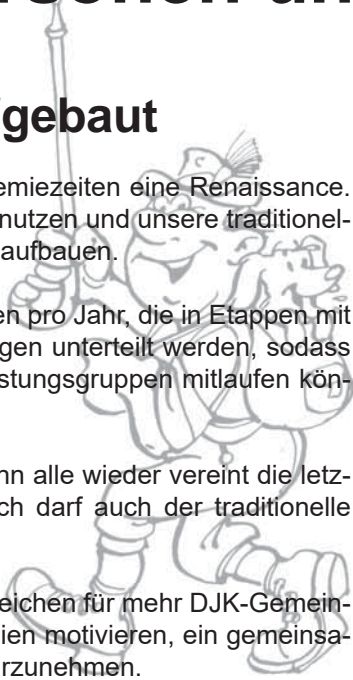 gebaut
emiezeiten eine Renaissance.
nutzen und unsere traditionel-
aufbauen.
en pro Jahr, die in Etappen mit
gen unterteilt werden, sodass
stungsgruppen mitlaufen kön-
nn alle wieder vereint die letz-
ch darf auch der traditionelle
eichen für mehr DJK-Gemein-
ien motivieren, ein gemeinsa-
rzunehmen.